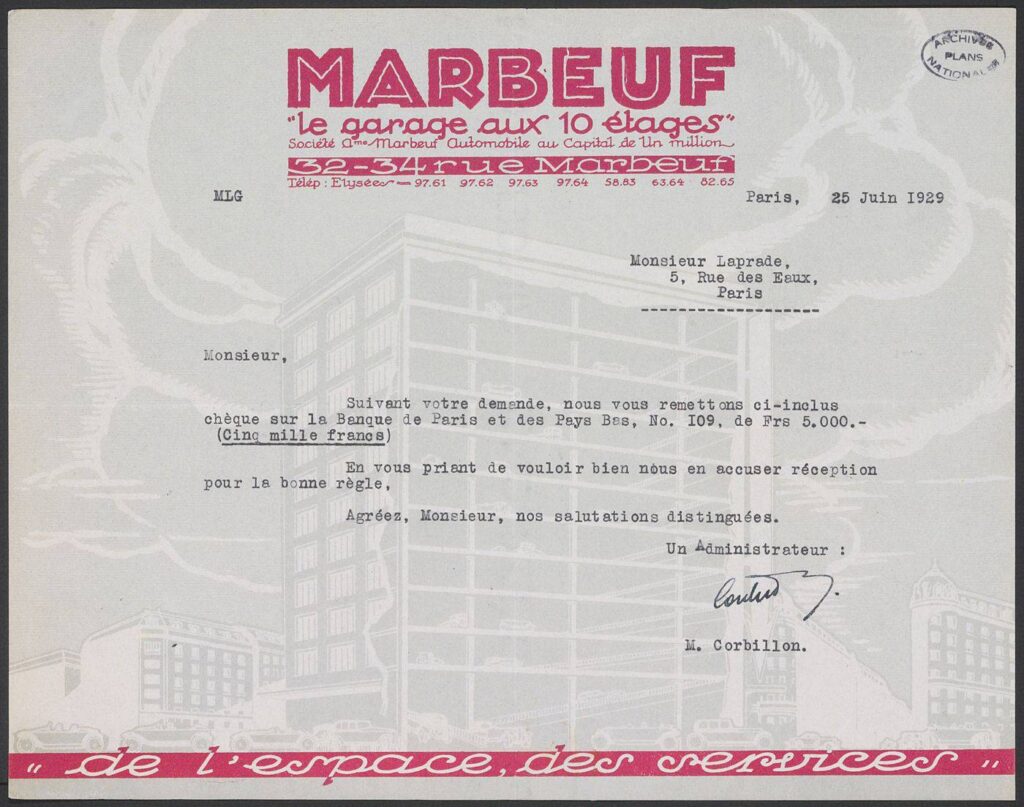 MARBEUF
"le garage aux 10 étages"
Société Ame Marbeuf Automobile au Capital de Un million
32-34 rue Marbeuf
Télép : Elysées — 97.61 97.62 97.63 97.64 58.83 63.64 82.65
ARCHIVES
PLANS
NATIONALES
MLG
Paris, 25 Juin I929
Monsieur Laprade,
5, Rue des Eaux,
Paris
Monsieur,
Suivant votre demande, nous vous remettons ci-inclus
chèque sur la Banque de Paris et des Pays Bas, No. I09, de Frs 5.000.-
(Cinq mille francs)
En vous priant de vouloir bien nous en accuser réception
pour la bonne règle,
Agréez, Monsieur, nos salutations distinguées.
Un Administrateur :
M. Corbillon.
"de l'espace, des services"